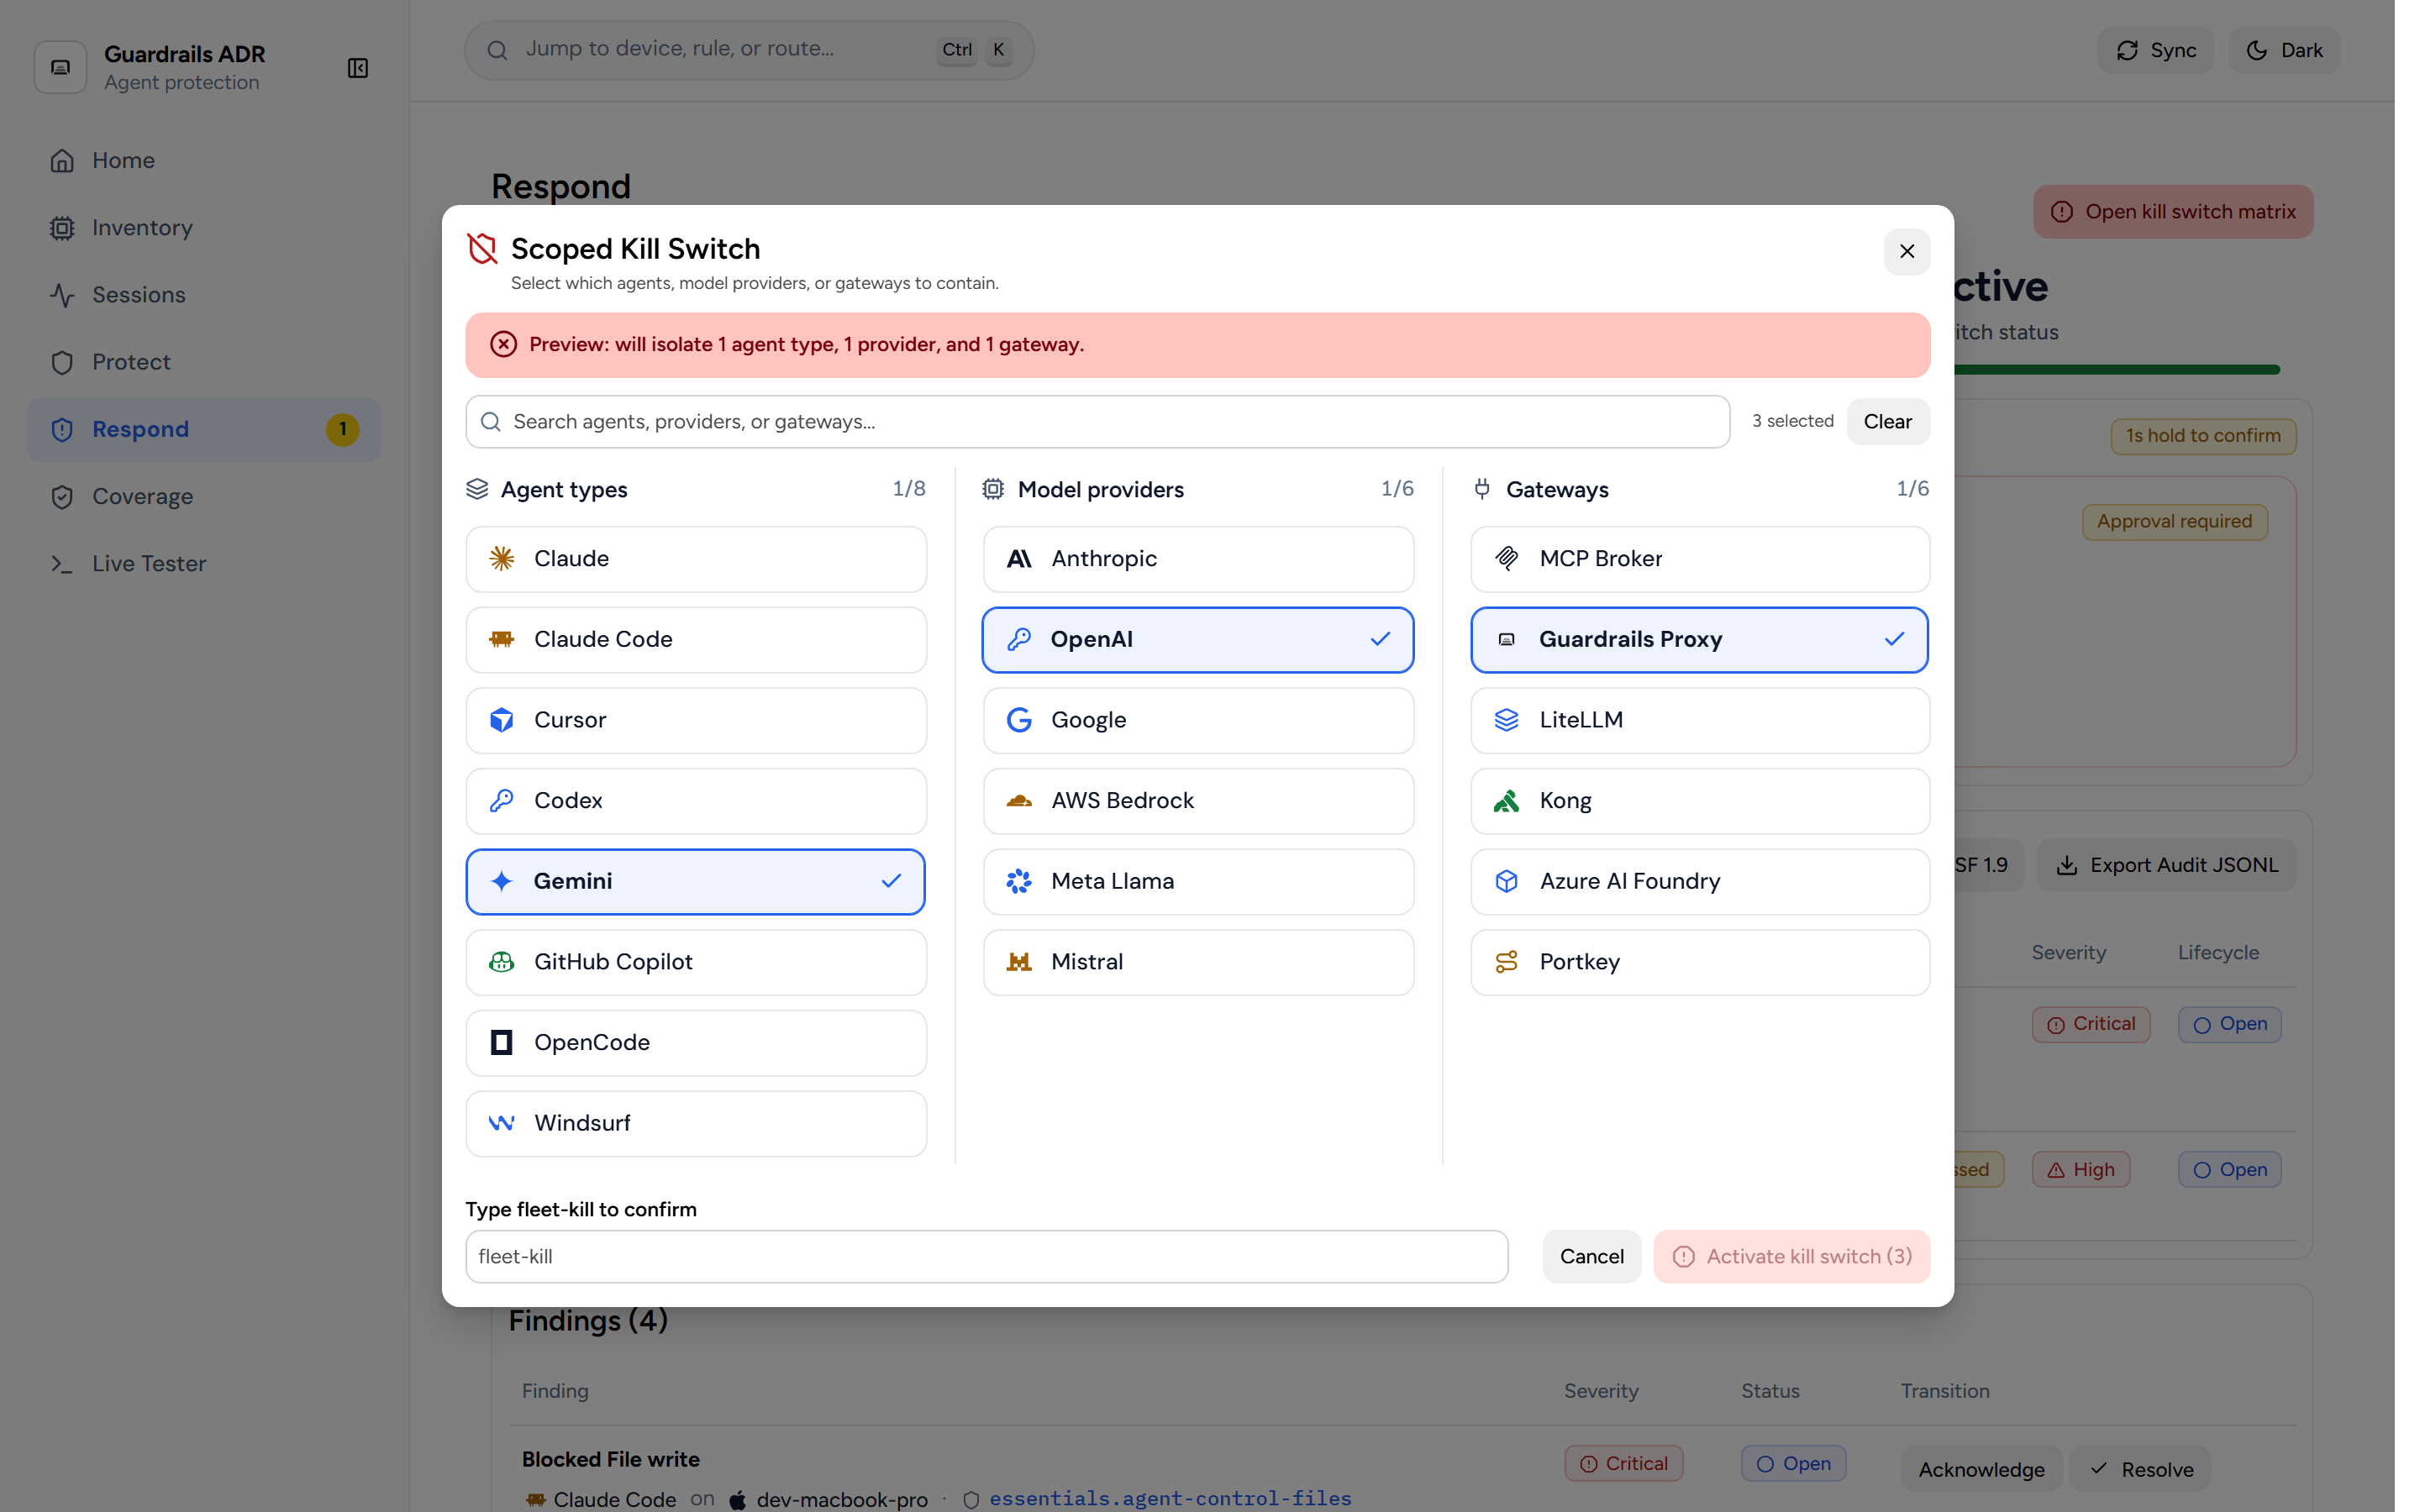 Guardrails ADR
Agent protection
Jump to device, rule, or route...
Ctrl K
Sync
Dark
Home
Inventory
Sessions
Protect
Respond
1
Coverage
Live Tester
Respond
Open kill switch matrix
ctive
itch status
1s hold to confirm
Approval required
SF 1.9
Export Audit JSONL
Severity Lifecycle
Critical Open
ssed High Open
Scoped Kill Switch
Select which agents, model providers, or gateways to contain.
Preview: will isolate 1 agent type, 1 provider, and 1 gateway.
Search agents, providers, or gateways...
3 selected
Clear
Agent types 1/8
Claude
Claude Code
Cursor
Codex
Gemini
GitHub Copilot
OpenCode
Windsurf
Model providers 1/6
Anthropic
OpenAI
Google
AWS Bedrock
Meta Llama
Mistral
Gateways 1/6
MCP Broker
Guardrails Proxy
LiteLLM
Kong
Azure AI Foundry
Portkey
Type fleet-kill to confirm
fleet-kill
Cancel
Activate kill switch (3)
Findings (4)
Finding Severity Status Transition
Blocked File write
Critical Open Acknowledge Resolve
Claude Code on dev-macbook-pro · essentials.agent-control-files